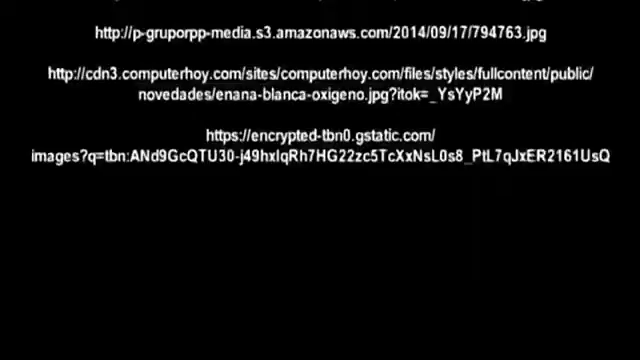 http://p-gruporpp-media.s3.amazonaws.com/2014/09/17/794763.jpg
http://cdn3.computerhoy.com/sites/computerhoy.com/files/styles/fullcontent/public/
novedades/enana-blanca-oxigeno.jpg?itok=_YsYyP2M
https://encrypted-tbn0.gstatic.com/
images?q=tbn:ANd9GcQTU30-j49hxIqRh7HG22zc5TcXxNsL0s8_PtL7qJxER2161UsQ